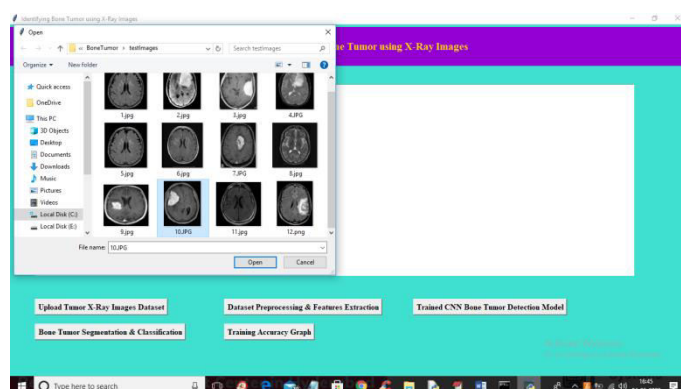 Identifying Bone Tumor using X-Ray Images
Open
ne Tumor using X-Ray Images
« BoneTumor › testImages
Search testImages
Organize
New folder
Quick access
OneDrive
This PC
3D Objects
Desktop
Documents
Downloads
Music
Pictures
Videos
Local Disk (C:)
Local Disk (E:)
1.jpg
2.jpg
3.jpg
4.JPG
5.jpg
6.jpg
7.JPG
8.jpg
9.jpg
10.JPG
11.jpg
12.png
File name:
10.JPG
Open
Cancel
Upload Tumor X-Ray Images Dataset
Dataset Preprocessing & Features Extraction
Trained CNN Bone Tumor Detection Model
Bone Tumor Segmentation & Classification
Training Accuracy Graph
Type here to search
16:45